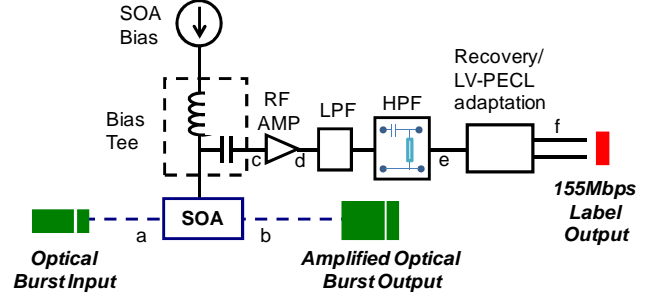 SOA
Bias
Bias
Tee
RF
AMP
LPF
HPF
Recovery/
LV-PECL
adaptation
c
d
e
f
SOA
a
b
155Mbps
Label
Output
Optical
Burst Input
Amplified Optical
Burst Output